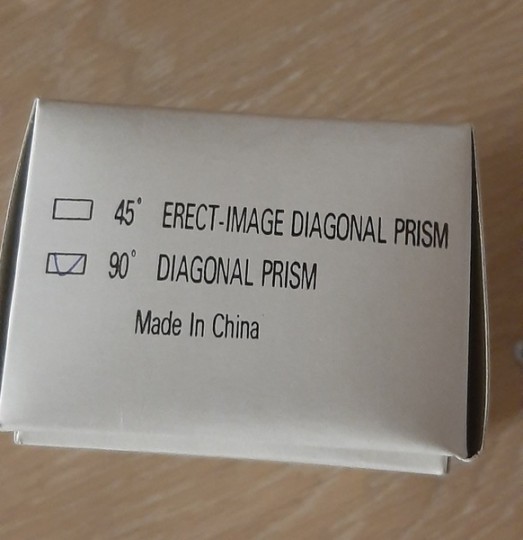 45° ERECT-IMAGE DIAGONAL PRISM
90° DIAGONAL PRISM
Made In China